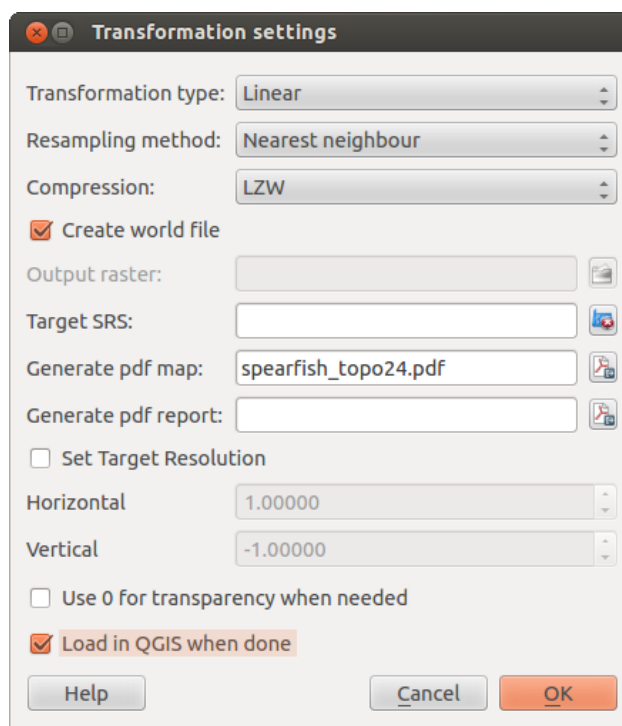 Transformation settings
Transformation type: Linear
Resampling method: Nearest neighbour
Compression: LZW
Create world file
Output raster:
Target SRS:
Generate pdf map: spearfish_topo24.pdf
Generate pdf report:
Set Target Resolution
Horizontal 1.00000
Vertical -1.00000
Use 0 for transparency when needed
Load in QGIS when done
Help Cancel OK